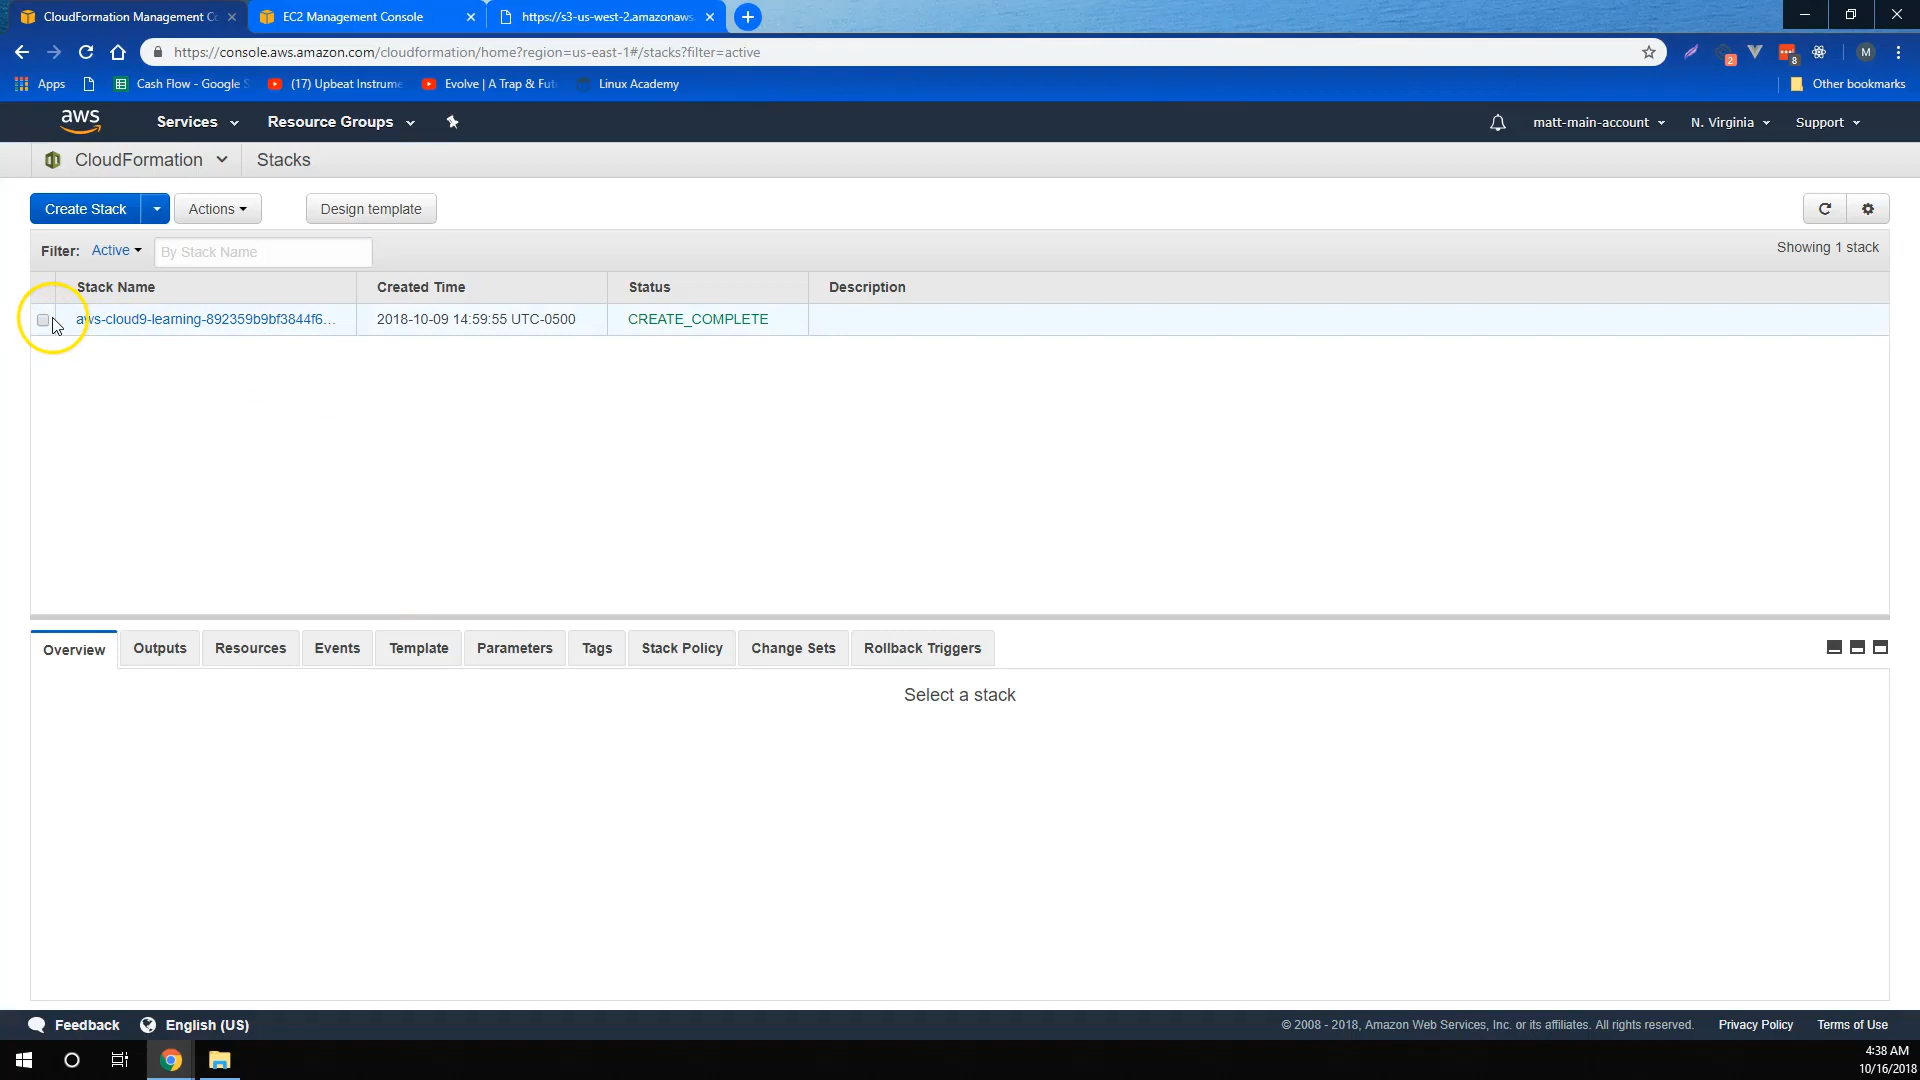 CloudFormation Management Co
EC2 Management Console
https://s3-us-west-2.amazonaws.
https://console.aws.amazon.com/cloudformation/home?region=us-east-1#/stacks?filter=active
2
8
M
Apps
Cash Flow - Google S
(17) Upbeat Instrume
Evolve | A Trap & Fut
Linux Academy
Other bookmarks
aws
Services
Resource Groups
matt-main-account
N. Virginia
Support
CloudFormation
Stacks
Create Stack
Actions
Design template
Filter:
Active
By Stack Name
Showing 1 stack
Stack Name
Created Time
Status
Description
aws-cloud9-learning-892359b9bf3844f6...
2018-10-09 14:59:55 UTC-0500
CREATE_COMPLETE
Overview
Outputs
Resources
Events
Template
Parameters
Tags
Stack Policy
Change Sets
Rollback Triggers
Select a stack
Feedback
English (US)
© 2008 - 2018, Amazon Web Services, Inc. or its affiliates. All rights reserved.
Privacy Policy
Terms of Use
4:38 AM
10/16/2018